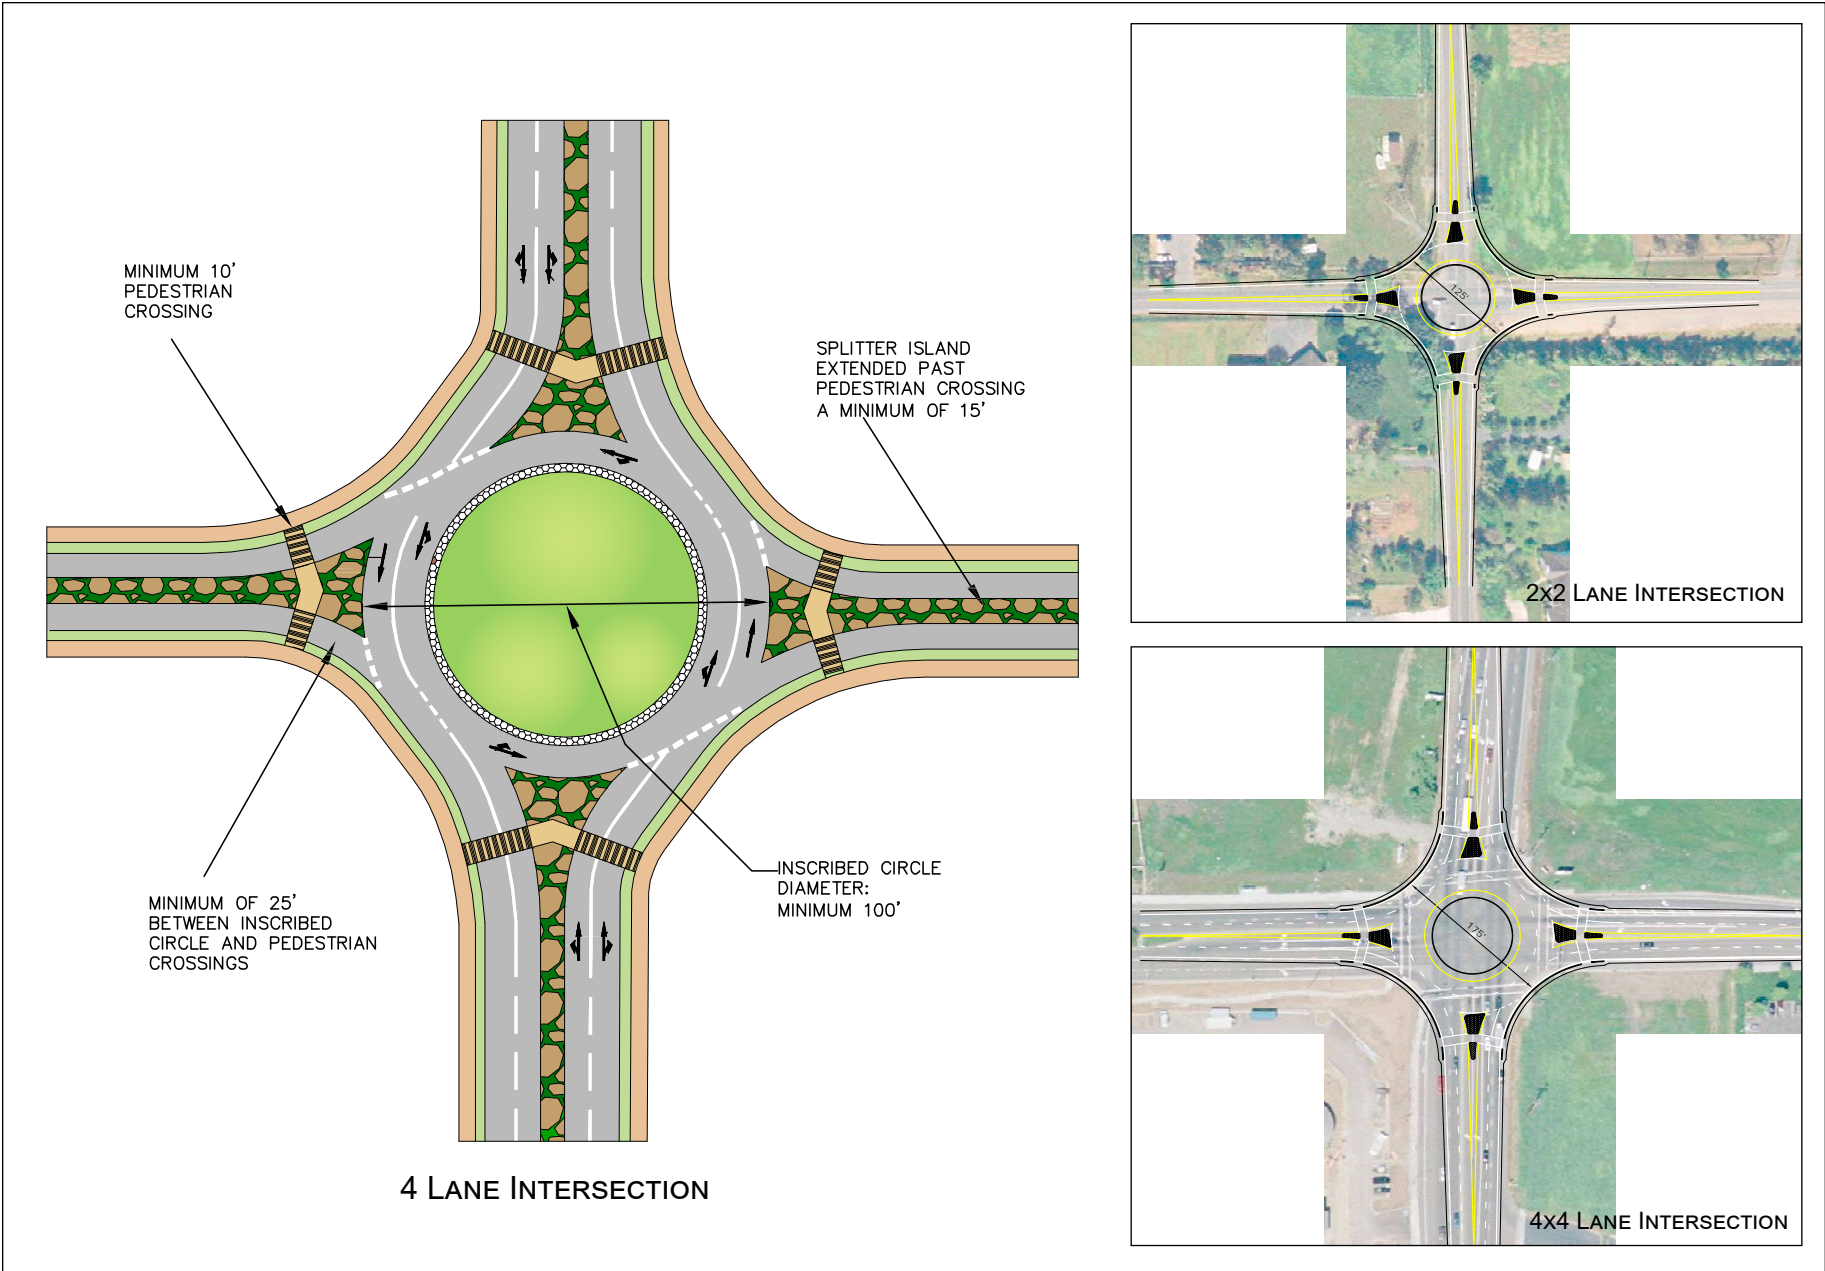 MINIMUM 10'
PEDESTRIAN
CROSSING
SPLITTER ISLAND
EXTENDED PAST
PEDESTRIAN CROSSING
A MINIMUM OF 15'
MINIMUM OF 25'
BETWEEN INSCRIBED
CIRCLE AND PEDESTRIAN
CROSSINGS
INSCRIBED CIRCLE
DIAMETER:
MINIMUM 100'
4 LANE INTERSECTION
125'
2X2 LANE INTERSECTION
175'
4X4 LANE INTERSECTION